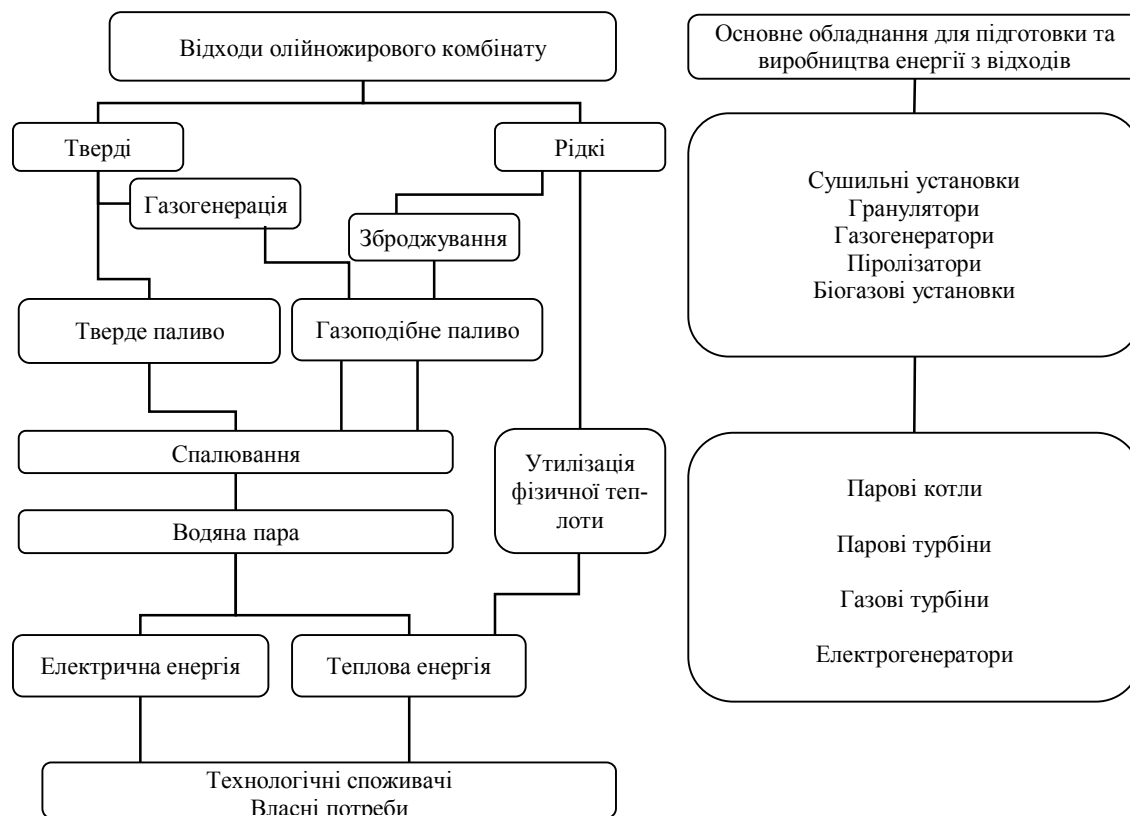 Відходи олійножирового комбінату
Тверді
Рідкі
Газогенерація
Зброджування
Тверде паливо
Газоподібне паливо
Спалювання
Утилізація
фізичної теп-
лоти
Водяна пара
Електрична енергія
Теплова енергія
Технологічні споживачі
Власні потреби
Основне обладнання для підготовки та
виробництва енергії з відходів
Сушильні установки
Гранулятори
Газогенератори
Піролізатори
Біогазові установки
Парові котли
Парові турбіни
Газові турбіни
Електрогенератори